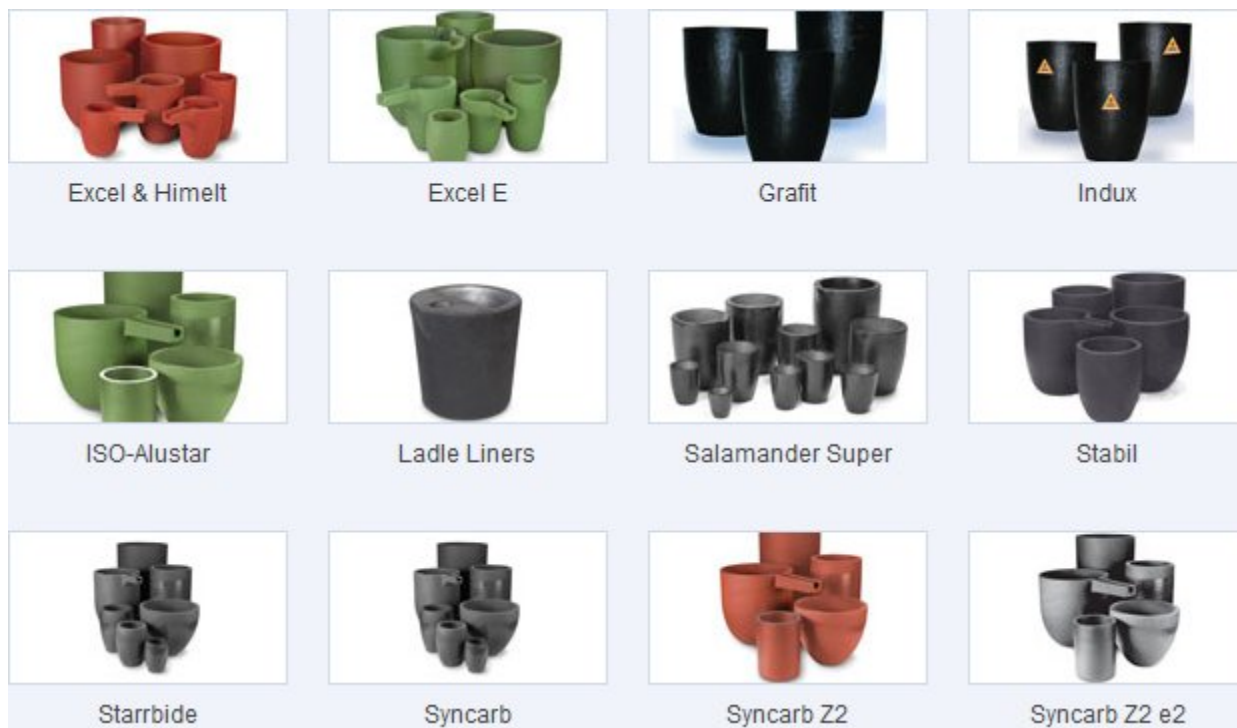 Excel & Himelt
Excel E
Grafit
Indux
ISO-Alustar
Ladle Liners
Salamander Super
Stabil
Starrbide
Syncarb
Syncarb Z2
Syncarb Z2 e2